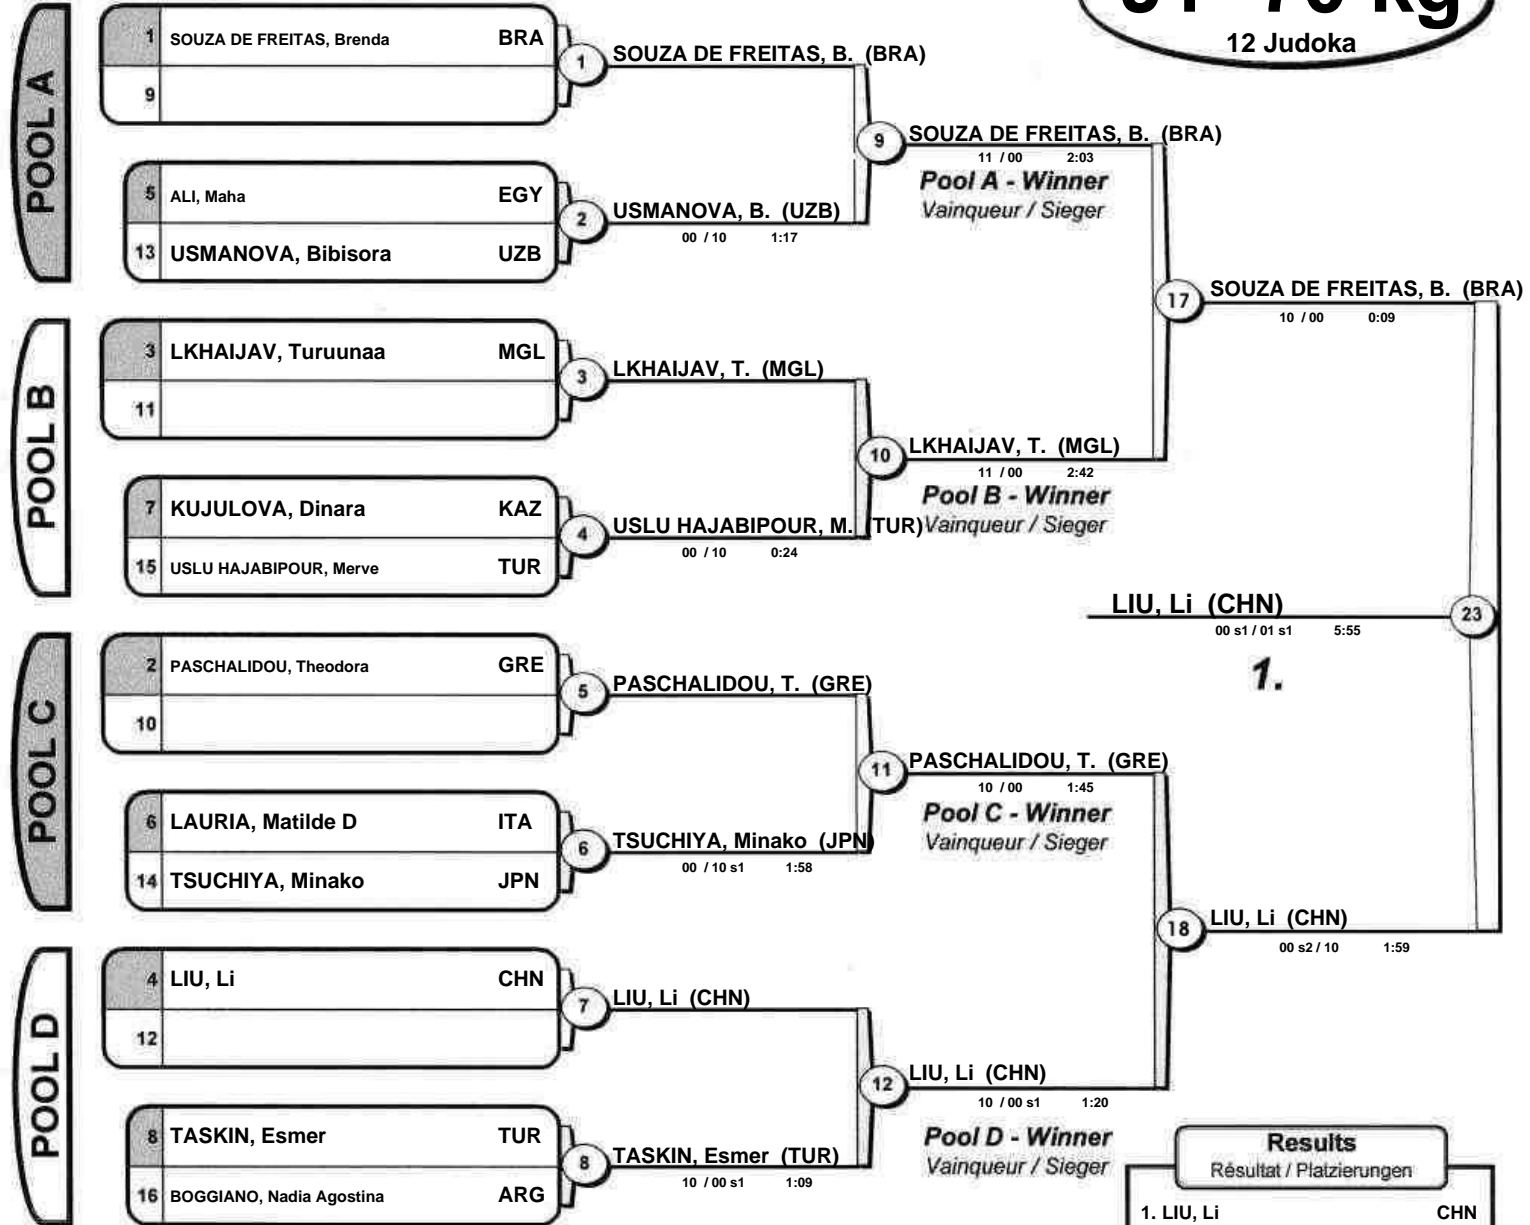 12 Judoka
POOL A
1 SOUZA DE FREITAS, Brenda BRA
9
1
SOUZA DE FREITAS, B. (BRA)
5 ALI, Maha EGY
13 USMANOVA, Bibisora UZB
2
USMANOVA, B. (UZB)
00 / 10 1:17
9
SOUZA DE FREITAS, B. (BRA)
11 / 00 2:03
Pool A - Winner
Vainqueur / Sieger
POOL B
3 LKHAIJAV, Turuunaa MGL
11
3
LKHAIJAV, T. (MGL)
7 KUJULOVA, Dinara KAZ
15 USLU HAJABIPOUR, Merve TUR
4
USLU HAJABIPOUR, M. (TUR)
00 / 10 0:24
10
LKHAIJAV, T. (MGL)
11 / 00 2:42
Pool B - Winner
Vainqueur / Sieger
17
SOUZA DE FREITAS, B. (BRA)
10 / 00 0:09
LIU, Li (CHN)
00 s1 / 01 s1 5:55
1.
23
POOL C
2 PASCHALIDOU, Theodora GRE
10
5
PASCHALIDOU, T. (GRE)
6 LAURIA, Matilde D ITA
14 TSUCHIYA, Minako JPN
6
TSUCHIYA, Minako (JPN)
00 / 10 s1 1:58
11
PASCHALIDOU, T. (GRE)
10 / 00 1:45
Pool C - Winner
Vainqueur / Sieger
18
LIU, Li (CHN)
00 s2 / 10 1:59
POOL D
4 LIU, Li CHN
12
7
LIU, Li (CHN)
8 TASKIN, Esmer TUR
16 BOGGIANO, Nadia Agostina ARG
8
TASKIN, Esmer (TUR)
10 / 00 s1 1:09
12
LIU, Li (CHN)
10 / 00 s1 1:20
Pool D - Winner
Vainqueur / Sieger
Results
Résultat / Platzierungen
1. LIU, Li CHN